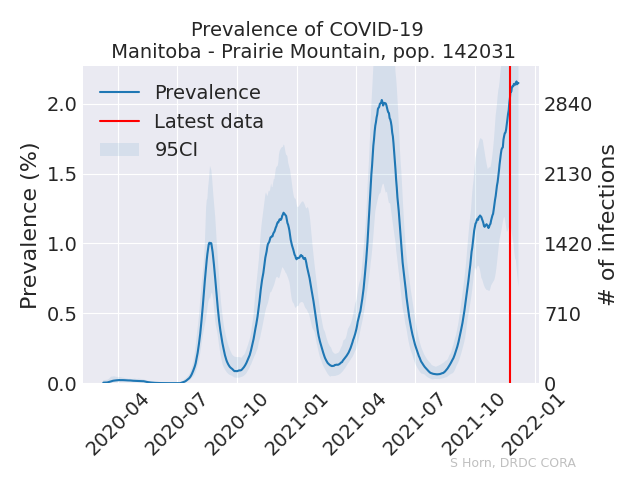 Prevalence of COVID-19
Manitoba - Prairie Mountain, pop. 142031
Prevalence
Latest data
95CI
Prevalence (%)
2.0
1.5
1.0
0.5
0.0
2840
2130
1420
710
0
# of infections
2020-04
2020-07
2020-10
2021-01
2021-04
2021-07
2021-10
2022-01
S Horn, DRDC CORA